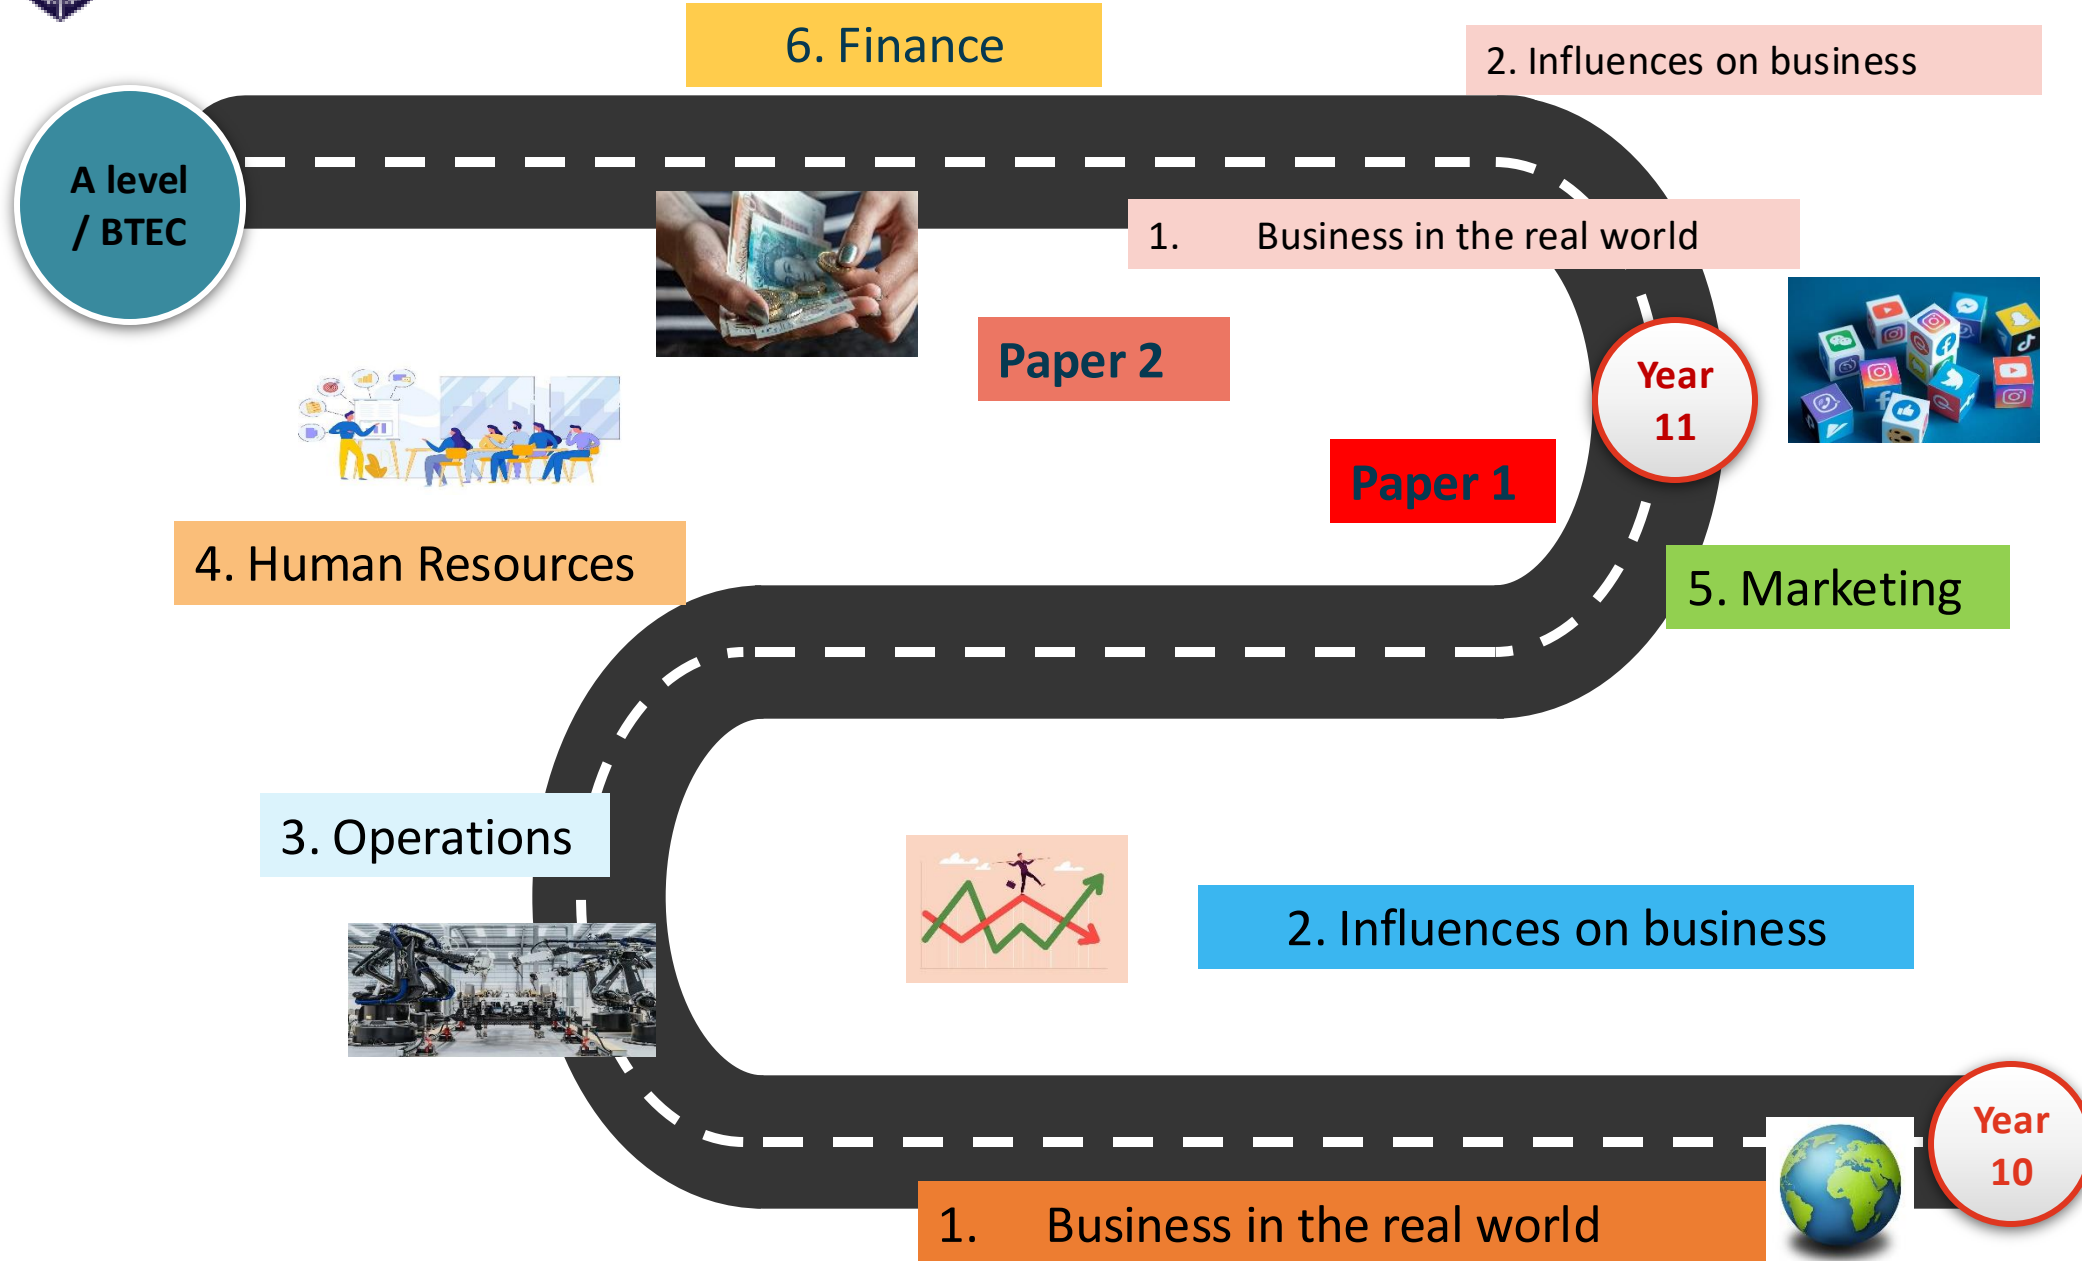 6. Finance
2. Influences on business
A level
/ BTEC
1. Business in the real world
Paper 2
Year
11
Paper 1
4. Human Resources
5. Marketing
3. Operations
2. Influences on business
Year
10
1. Business in the real world